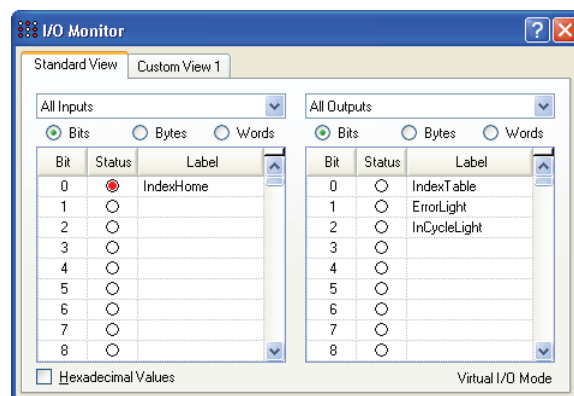 I/O Monitor
Standard View Custom View 1
All Inputs All Outputs
Bits Bytes Words Bits Bytes Words
Bit Status Label Bit Status Label
0 IndexHome 0 IndexTable
1 1 ErrorLight
2 2 InCycleLight
3 3
4 4
5 5
6 6
7 7
8 8
Hexadecimal Values Virtual I/O Mode